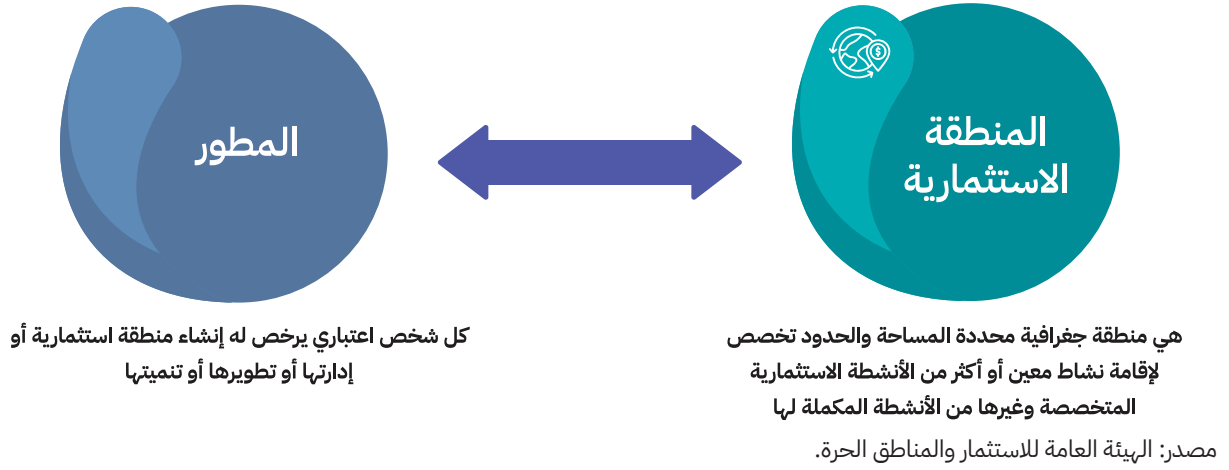 المنطقة
الاستثمارية
هي منطقة جغرافية محددة المساحة والحدود تخصص
لإقامة نشاط معين أو أكثر من الأنشطة الاستثمارية
المتخصصة وغيرها من الأنشطة المكملة لها
المطور
كل شخص اعتباري يرخص له إنشاء منطقة استثمارية أو
إدارتها أو تطويرها أو تنميتها
مصدر: الهيئة العامة للاستثمار والمناطق الحرة.